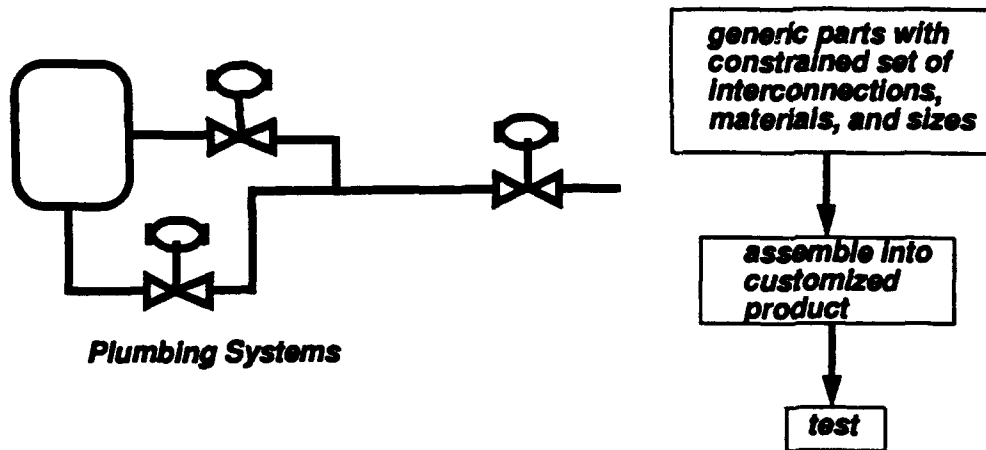 generic parts with
constrained set of
interconnections,
materials, and sizes
assemble into
customized
product
Plumbing Systems
test